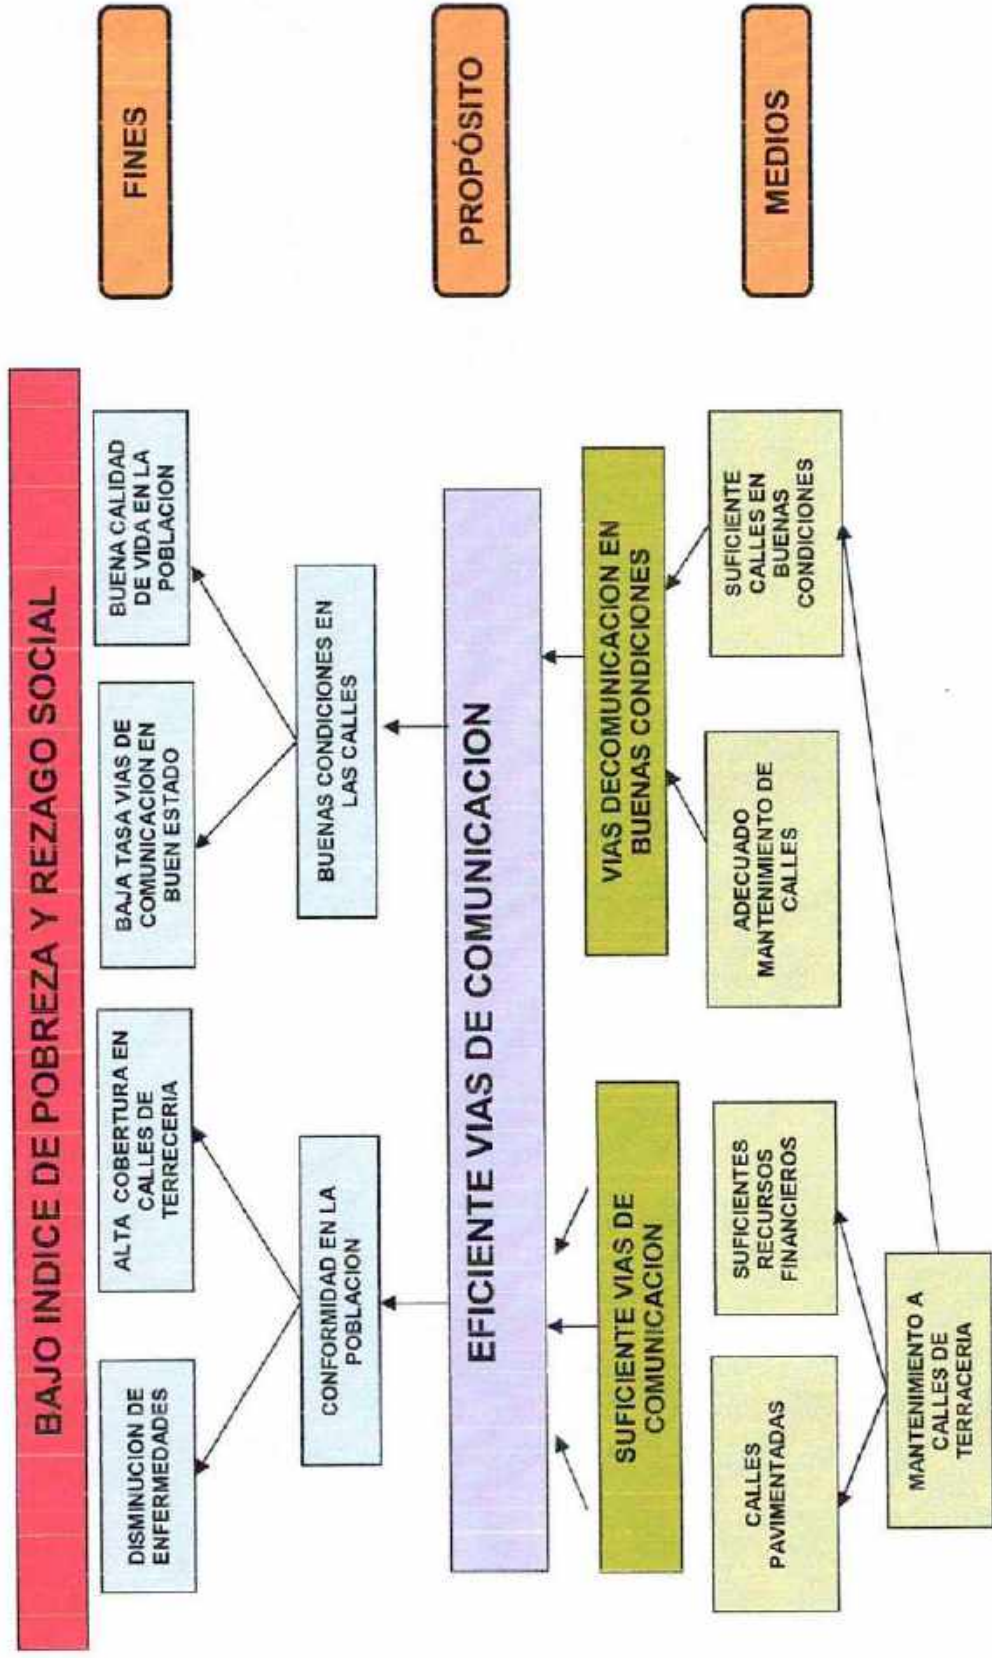 BAJO INDICE DE POBREZA Y REZAGO SOCIAL
FINES
DISMINUCION DE
ENFERMEDADES
ALTA COBERTURA EN
CALLES DE
TERRECERIA
BAJA TASA VIAS DE
COMUNICACION EN
BUEN ESTADO
BUENA CALIDAD
DE VIDA EN LA
POBLACION
CONFORMIDAD EN LA
POBLACION
BUENAS CONDICIONES EN
LAS CALLES
EFICIENTE VIAS DE COMUNICACION
PROPÓSITO
SUFICIENTE VIAS DE
COMUNICACION
VIAS DECOMUNICACION EN
BUENAS CONDICIONES
CALLES
PAVIMENTADAS
SUFICIENTES
RECURSOS
FINANCIEROS
ADECUADO
MANTENIMIENTO DE
CALLES
SUFICIENTE
CALLES EN
BUENAS
CONDICIONES
MEDIOS
MANTENIMIENTO A
CALLES DE
TERRACERIA